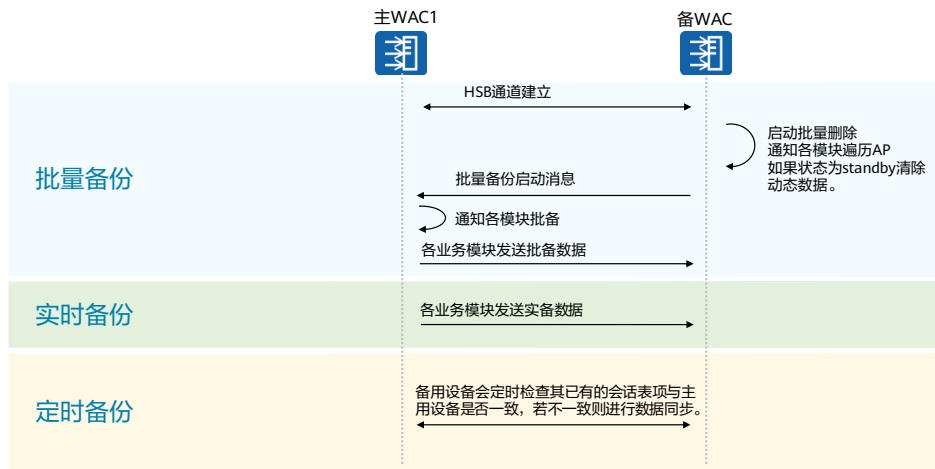 主WAC1
备WAC
HSB通道建立
启动批量删除
通知各模块遍历AP
如果状态为standby清除
动态数据。
批量备份
批量备份启动消息
通知各模块批备
各业务模块发送批备数据
实时备份
各业务模块发送实备数据
定时备份
备用设备会定时检查其已有的会话表项与主
用设备是否一致，若不一致则进行数据同步。